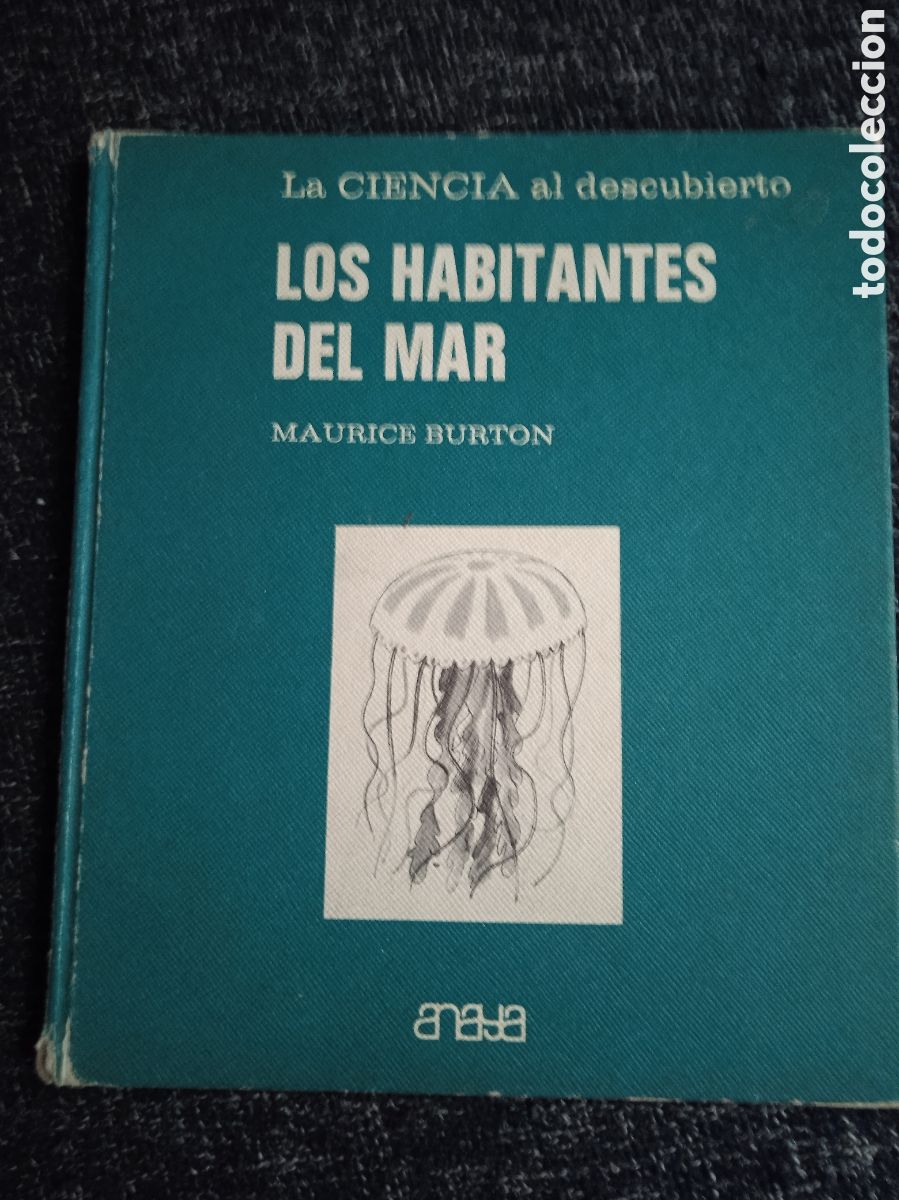 La CIENCIA al descubierto
LOS HABITANTES
DEL MAR
MAURICE BURTON
anaya
todocoleccion